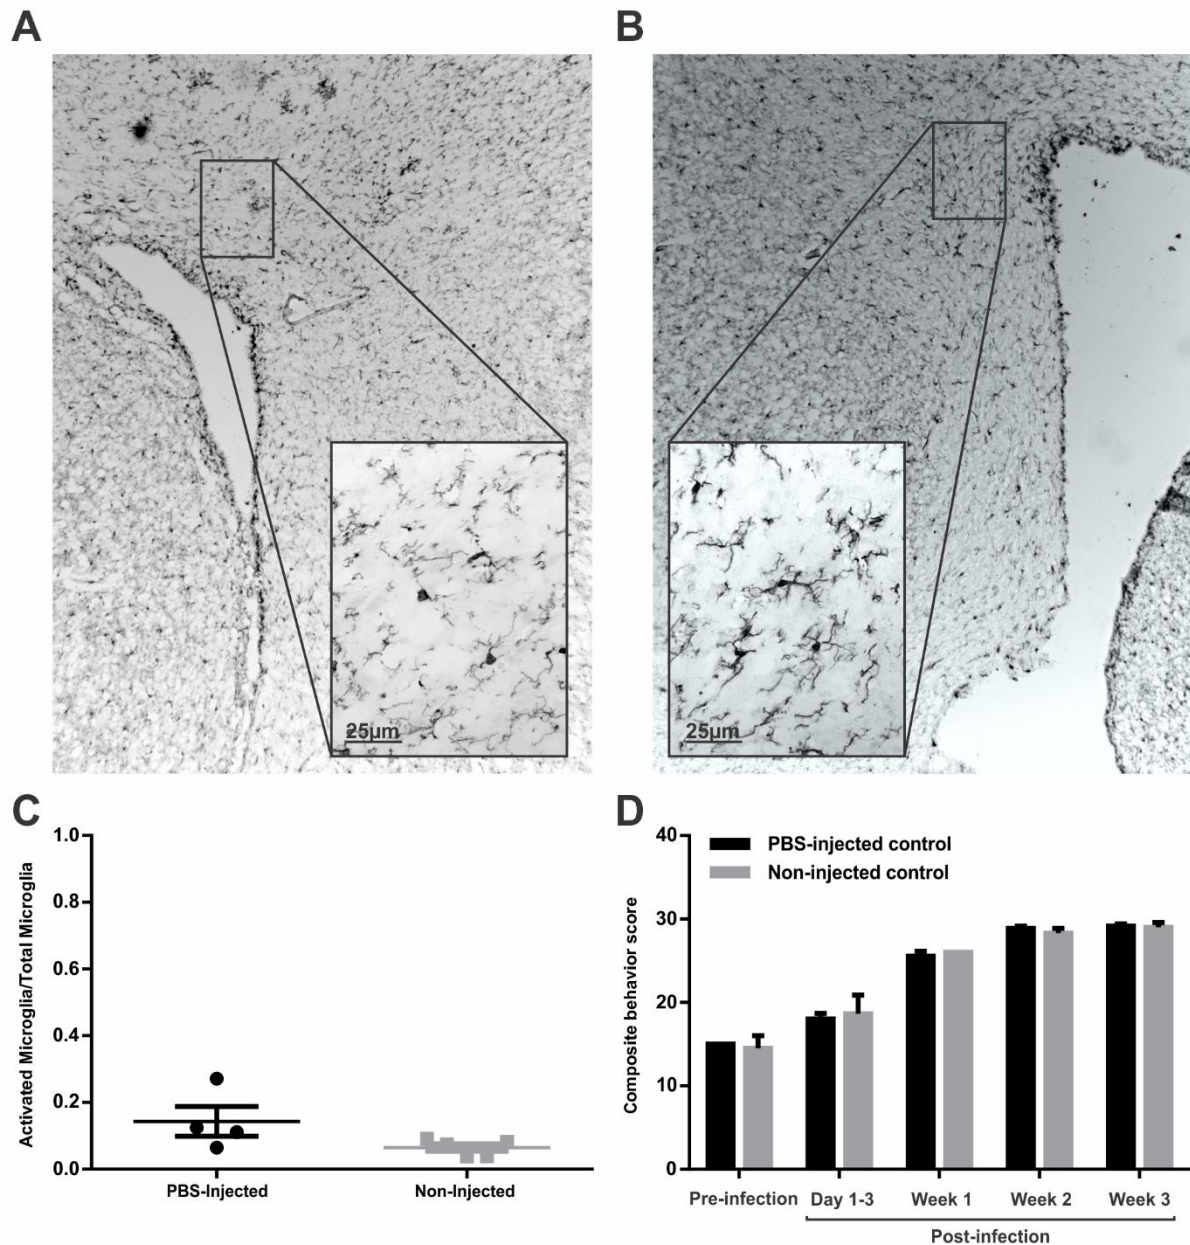 A
B
25µm
25µm
C
1.0
0.8
0.6
0.4
0.2
0.0
Activated Microglia/Total Microglia
PBS-Injected
Non-Injected
D
40
30
20
10
0
Composite behavior score
PBS-injected control
Non-injected control
Pre-infection
Day 1-3
Week 1
Week 2
Week 3
Post-infection